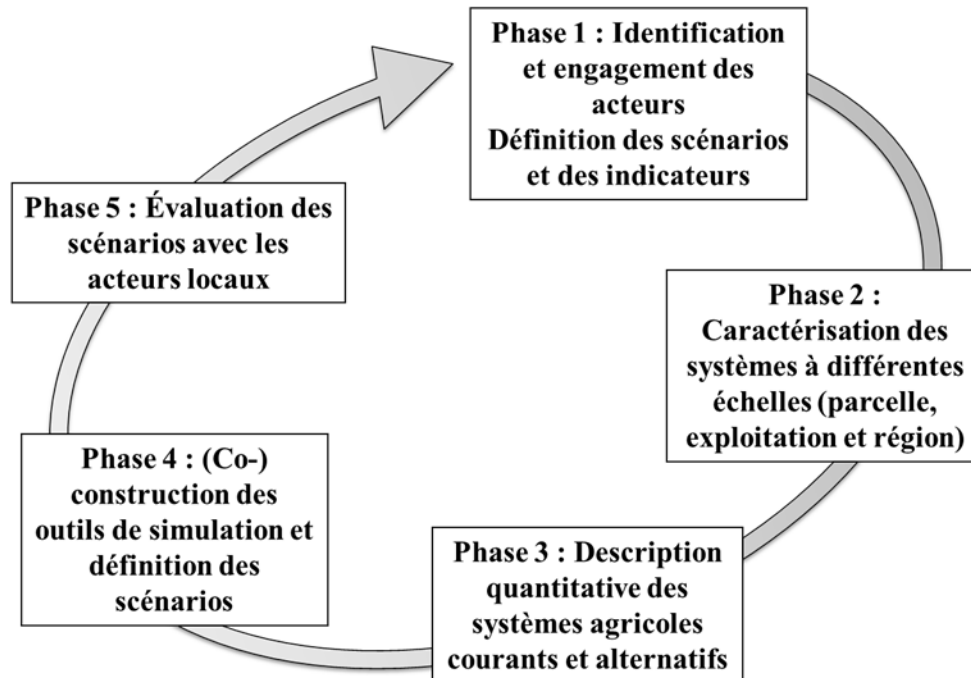 Phase 1 : Identification
et engagement des
acteurs
Définition des scénarios
et des indicateurs
Phase 2 :
Caractérisation des
systèmes à différentes
échelles (parcelle,
exploitation et région)
Phase 3 : Description
quantitative des
systèmes agricoles
courants et alternatifs
Phase 4 : (Co-)
construction des
outils de simulation et
définition des
scénarios
Phase 5 : Évaluation des
scénarios avec les
acteurs locaux